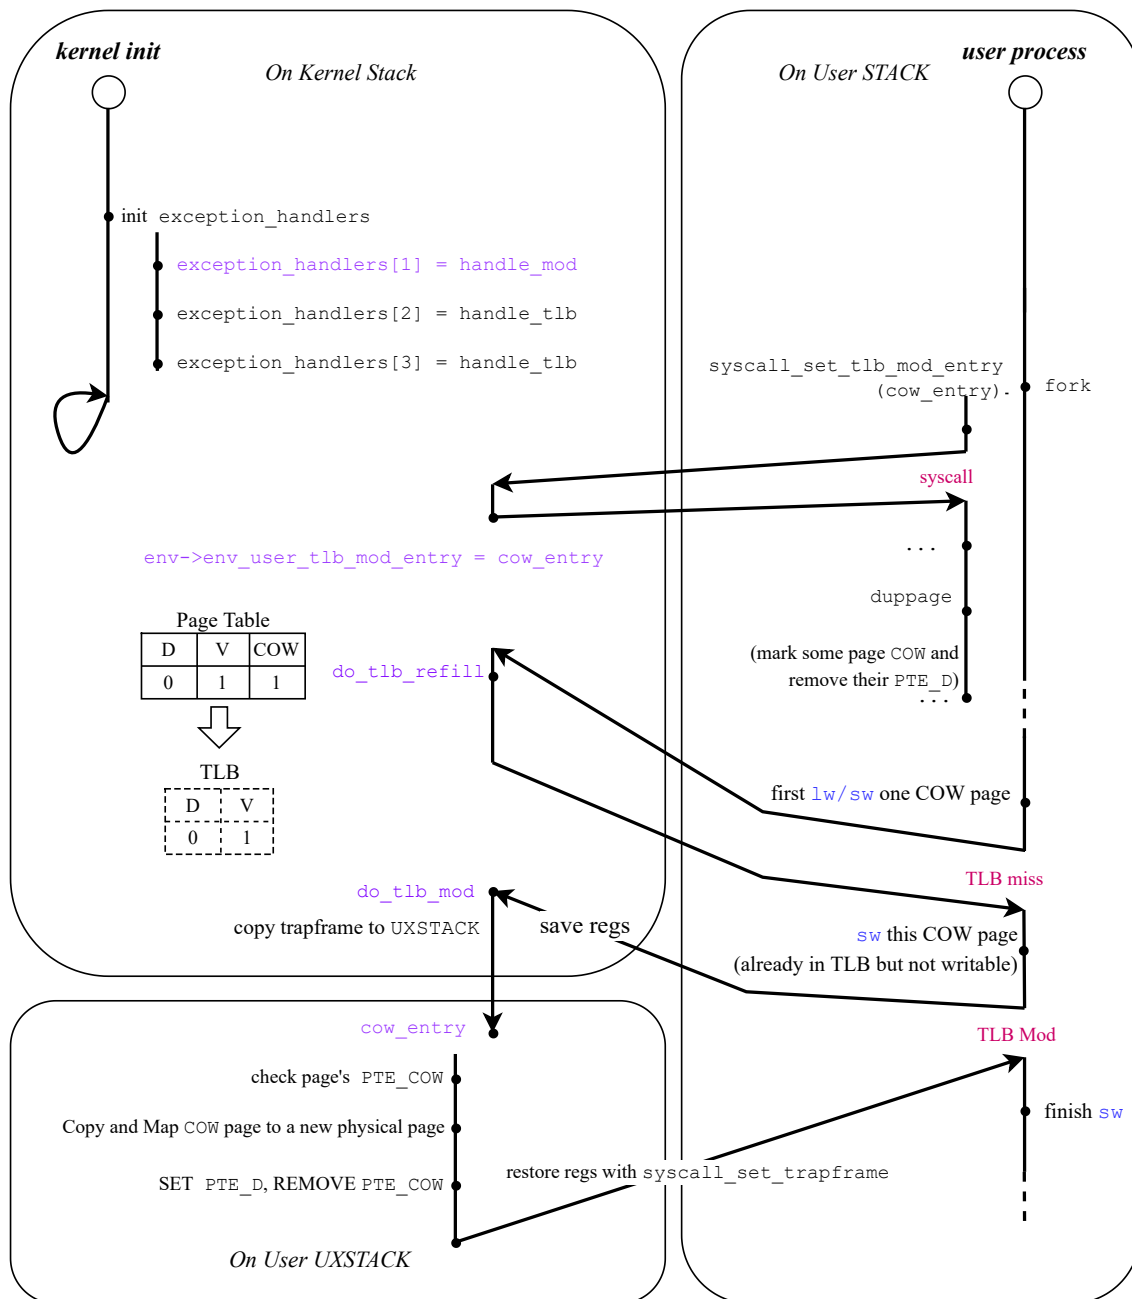 kernel init
On Kernel Stack
On User STACK
user process
init exception_handlers
exception_handlers[1] = handle_mod
exception_handlers[2] = handle_tlb
exception_handlers[3] = handle_tlb
syscall_set_tlb_mod_entry
(cow_entry).
fork
syscall
...
env->env_user_tlb_mod_entry = cow_entry
duppage
Page Table
D V COW
0 1 1
(mark some page COW and
remove their PTE_D)
...
do_tlb_refill
TLB
D V
0 1
first lw/sw one COW page
TLB miss
do_tlb_mod
copy trapframe to UXSTACK
save regs
sw this COW page
(already in TLB but not writable)
cow_entry
TLB Mod
check page's PTE_COW
finish sw
Copy and Map COW page to a new physical page
restore regs with syscall_set_trapframe
SET PTE_D, REMOVE PTE_COW
On User UXSTACK